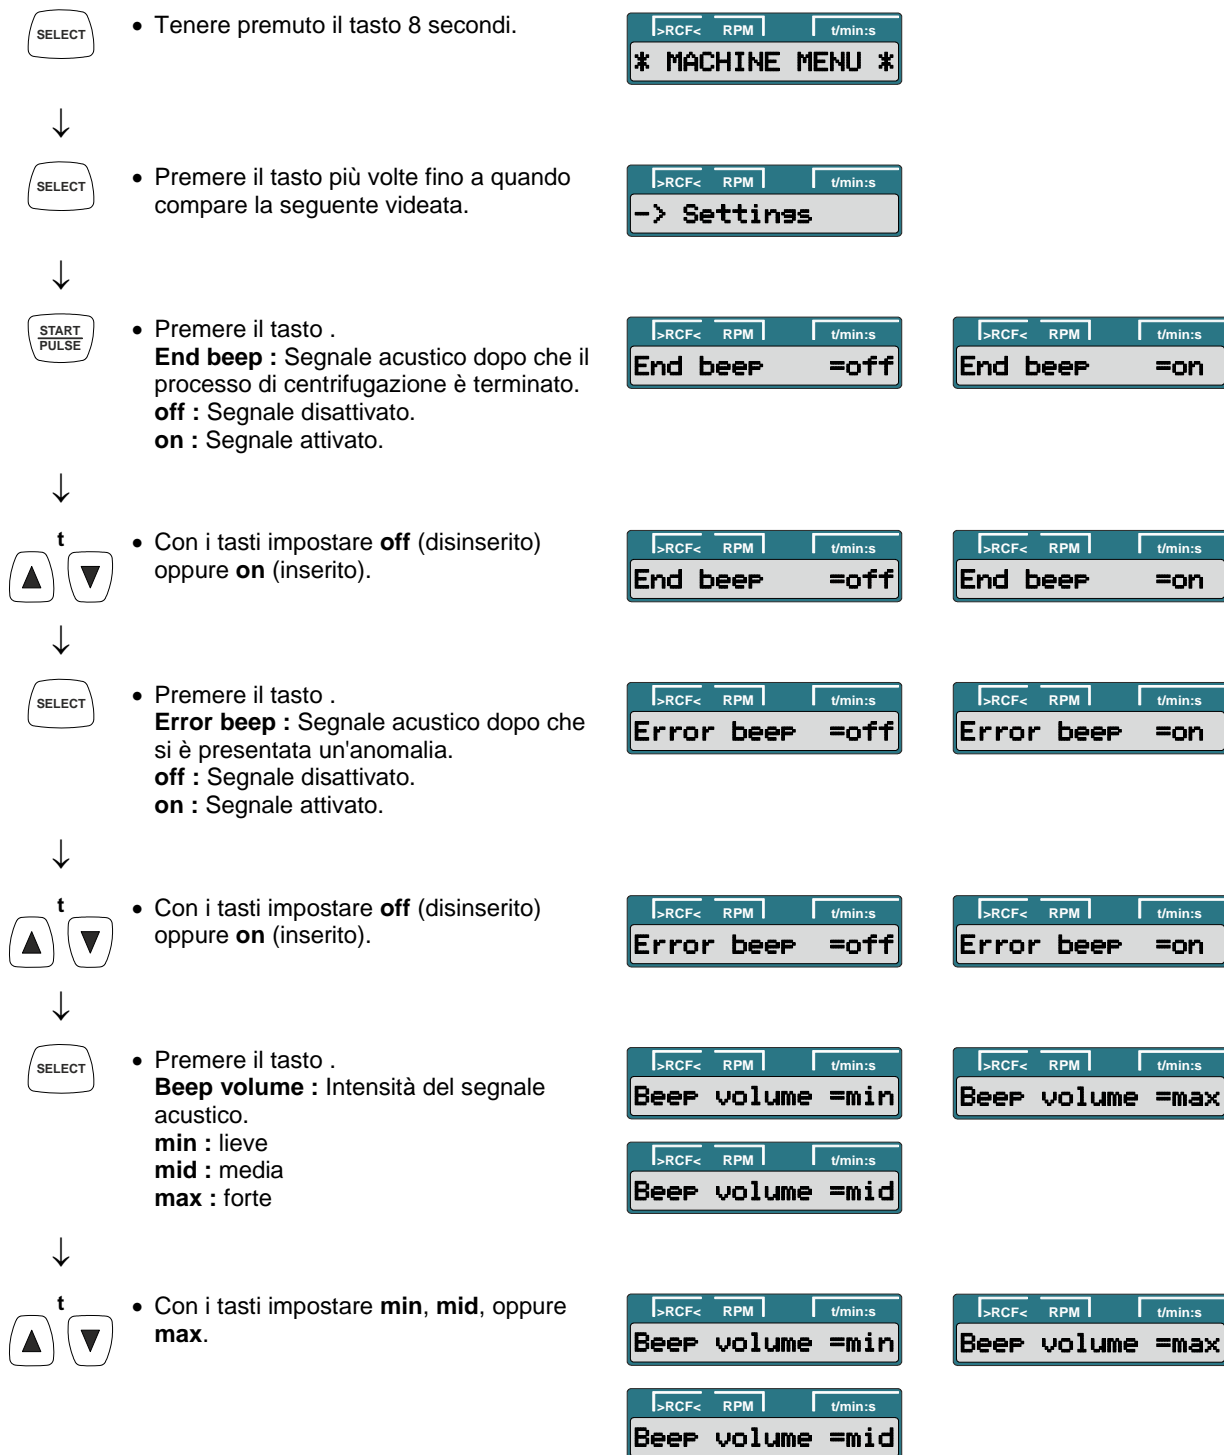 SELECT
• Tenere premuto il tasto 8 secondi.
>RCF< RPM t/min:s
* MACHINE MENU *
↓
SELECT
• Premere il tasto più volte fino a quando
compare la seguente videata.
>RCF< RPM t/min:s
-> Settings
↓
START
PULSE
• Premere il tasto .
End beep : Segnale acustico dopo che il
processo di centrifugazione è terminato.
off : Segnale disattivato.
on : Segnale attivato.
>RCF< RPM t/min:s
End beep =off
>RCF< RPM t/min:s
End beep =on
↓
t
▲ ▼
• Con i tasti impostare off (disinserito)
oppure on (inserito).
>RCF< RPM t/min:s
End beep =off
>RCF< RPM t/min:s
End beep =on
↓
SELECT
• Premere il tasto .
Error beep : Segnale acustico dopo che
si è presentata un'anomalia.
off : Segnale disattivato.
on : Segnale attivato.
>RCF< RPM t/min:s
Error beep =off
>RCF< RPM t/min:s
Error beep =on
↓
t
▲ ▼
• Con i tasti impostare off (disinserito)
oppure on (inserito).
>RCF< RPM t/min:s
Error beep =off
>RCF< RPM t/min:s
Error beep =on
↓
SELECT
• Premere il tasto .
Beep volume : Intensità del segnale
acustico.
min : lieve
mid : media
max : forte
>RCF< RPM t/min:s
Beep volume =min
>RCF< RPM t/min:s
Beep volume =max
>RCF< RPM t/min:s
Beep volume =mid
↓
t
▲ ▼
• Con i tasti impostare min, mid, oppure
max.
>RCF< RPM t/min:s
Beep volume =min
>RCF< RPM t/min:s
Beep volume =max
>RCF< RPM t/min:s
Beep volume =mid